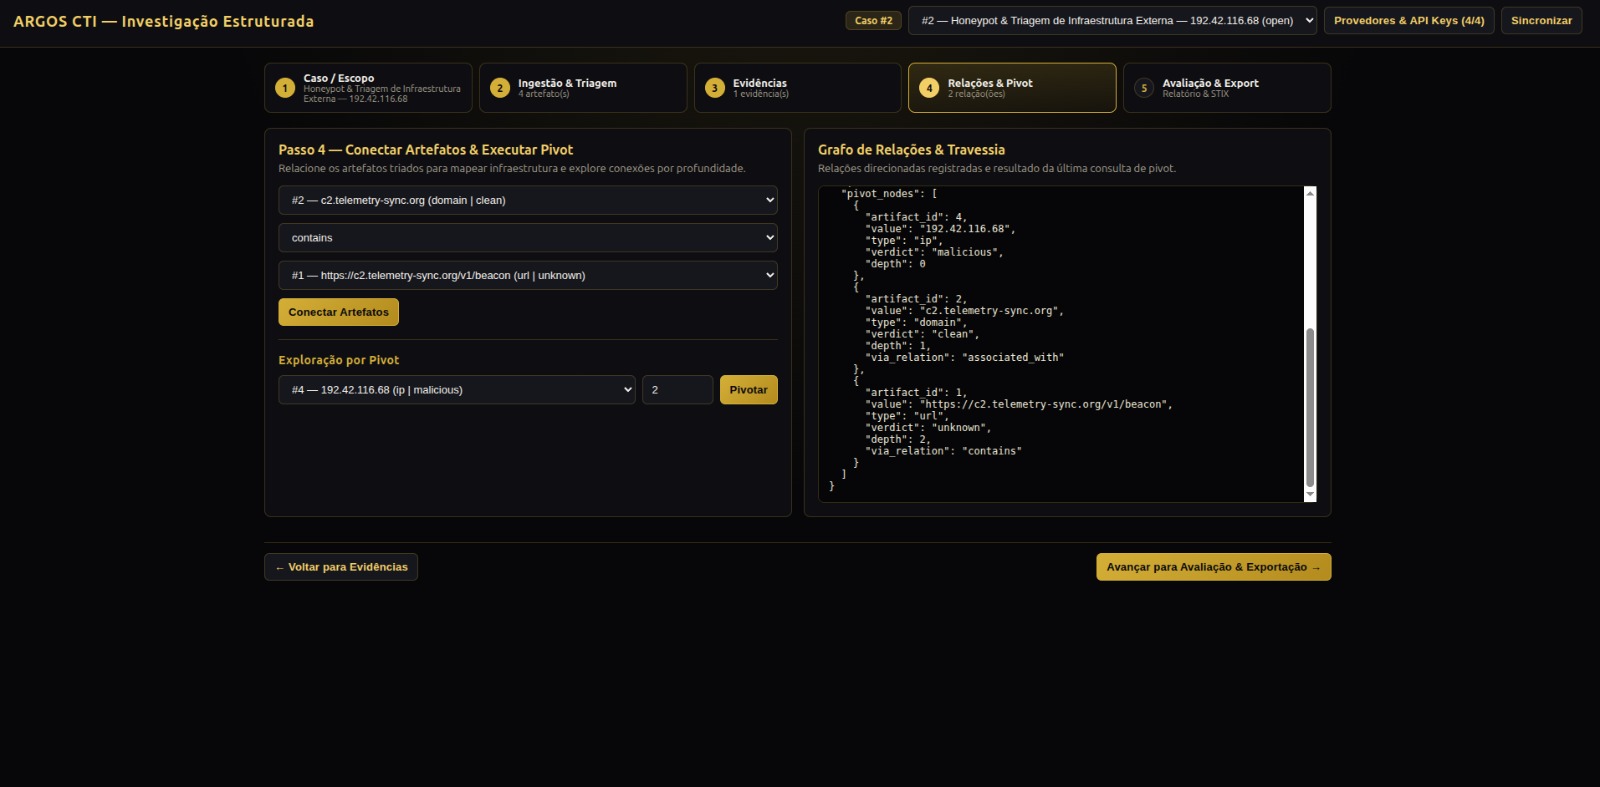 ARGOS CTI — Investigação Estruturada
Caso #2
#2 — Honeypot & Triagem de Infraestrutura Externa — 192.42.116.68 (open)
Provedores & API Keys (4/4)
Sincronizar
1
Caso / Escopo
Honeypot & Triagem de Infraestrutura
Externa — 192.42.116.68
2
Ingestão & Triagem
4 artefato(s)
3
Evidências
1 evidência(s)
4
Relações & Pivot
2 relação(ões)
5
Avaliação & Export
Relatório & STIX
Passo 4 — Conectar Artefatos & Executar Pivot
Relacione os artefatos triados para mapear infraestrutura e explore conexões por profundidade.
#2 — c2.telemetry-sync.org (domain | clean)
contains
#1 — https://c2.telemetry-sync.org/v1/beacon (url | unknown)
Conectar Artefatos
Exploração por Pivot
#4 — 192.42.116.68 (ip | malicious)
2
Pivotar
Grafo de Relações & Travessia
Relações direcionadas registradas e resultado da última consulta de pivot.
"pivot_nodes": [
{
"artifact_id": 4,
"value": "192.42.116.68",
"type": "ip",
"verdict": "malicious",
"depth": 0
},
{
"artifact_id": 2,
"value": "c2.telemetry-sync.org",
"type": "domain",
"verdict": "clean",
"depth": 1,
"via_relation": "associated_with"
},
{
"artifact_id": 1,
"value": "https://c2.telemetry-sync.org/v1/beacon",
"type": "url",
"verdict": "unknown",
"depth": 2,
"via_relation": "contains"
}
]
}
← Voltar para Evidências
Avançar para Avaliação & Exportação →